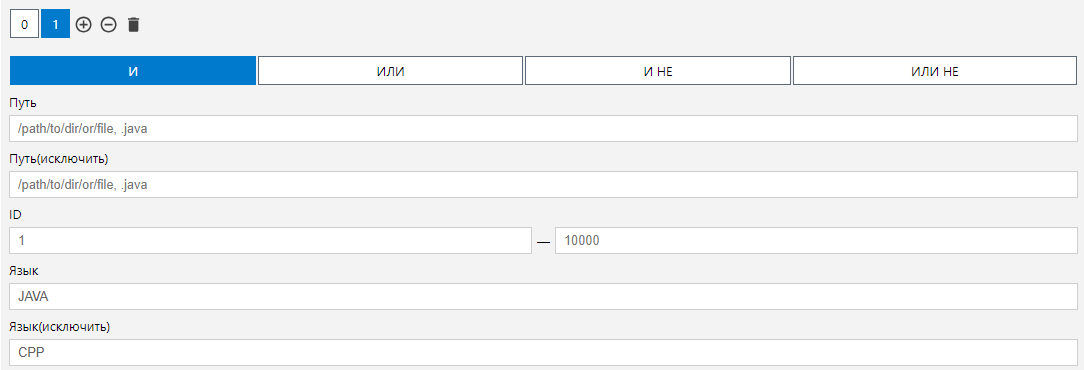 0 1
И ИЛИ И НЕ ИЛИ НЕ
Путь
/path/to/dir/or/file, .java
Путь(исключить)
/path/to/dir/or/file, .java
ID
1 — 10000
Язык
JAVA
Язык(исключить)
CPP